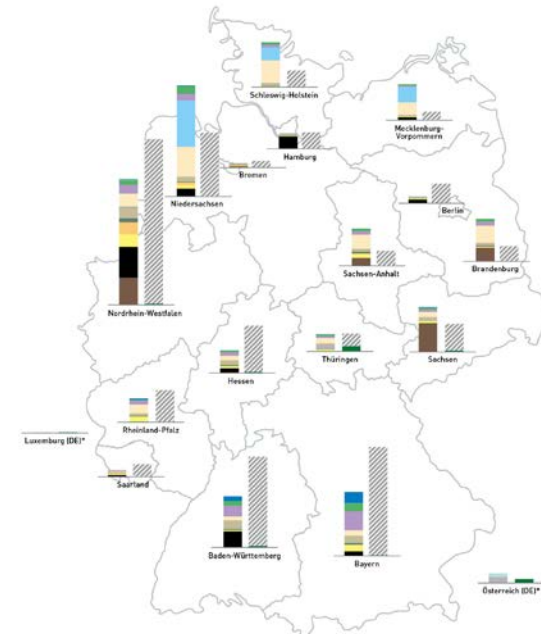 Schleswig-Holstein
Mecklenburg-
Vorpommern
Hamburg
Bremen
Niedersachsen
Berlin
Brandenburg
Sachsen-Anhalt
Nordrhein-Westfalen
Sachsen
Thüringen
Hessen
Rheinland-Pfalz
Luxemburg (DE)*
Saarland
Baden-Württemberg
Bayern
Österreich (DE)*